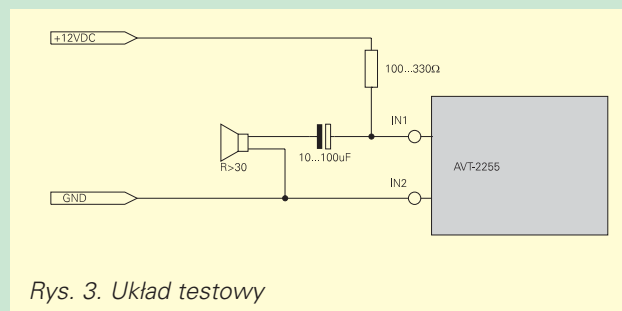 +12VDC
100...330Ω
IN1
10...100uF
R>30
AVT-2255
IN2
GND
Rys. 3. Układ testowy